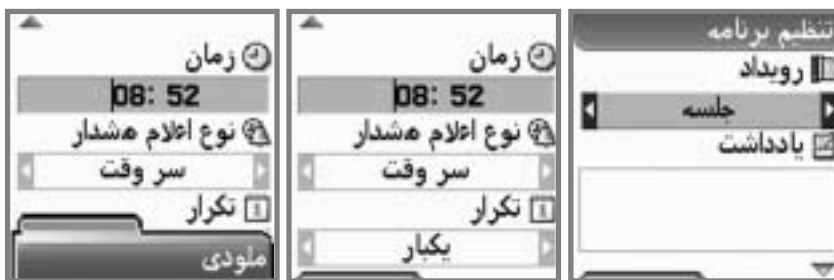 تنظیم برنامه
رویداد
جلسه
یادداشت
زمان
08: 52
نوع اعلام هشدار
سر وقت
تکرار
یکبار
زمان
08: 52
نوع اعلام هشدار
سر وقت
تکرار
ملودی